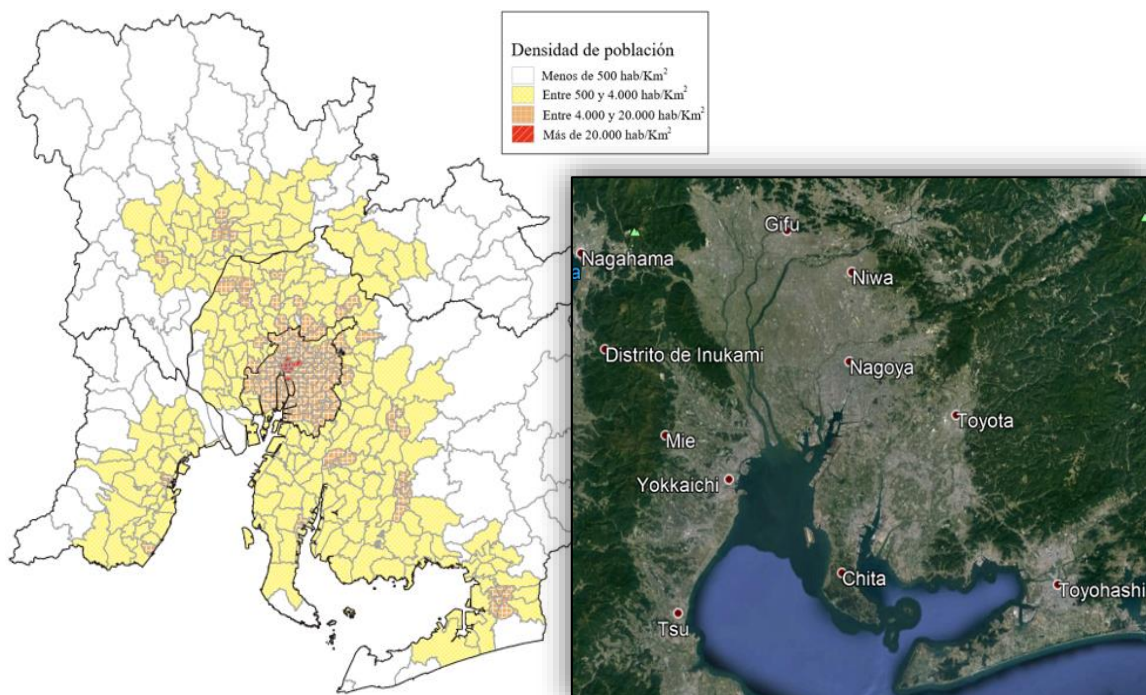 Densidad de población
Menos de 500 hab/Km²
Entre 500 y 4.000 hab/Km²
Entre 4.000 y 20.000 hab/Km²
Más de 20.000 hab/Km²
Gifu
Nagahama
a
Niwa
Distrito de Inukami
Nagoya
Toyota
Mie
Yokkaichi
Chita
Toyohashi
Tsu